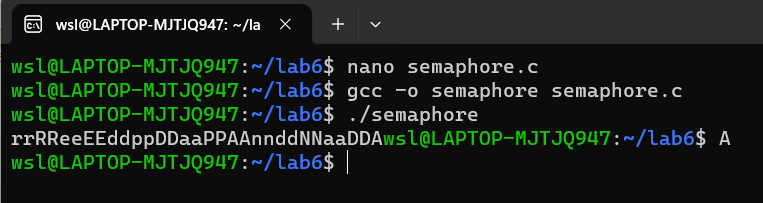 wsl@LAPTOP-MJTJQ947: ~/la
wsl@LAPTOP-MJTJQ947:~/lab6$ nano semaphore.c
wsl@LAPTOP-MJTJQ947:~/lab6$ gcc -o semaphore semaphore.c
wsl@LAPTOP-MJTJQ947:~/lab6$ ./semaphore
rrRReeEEddppDDaaPPAAnnddNNaaDDAwsl@LAPTOP-MJTJQ947:~/lab6$ A
wsl@LAPTOP-MJTJQ947:~/lab6$